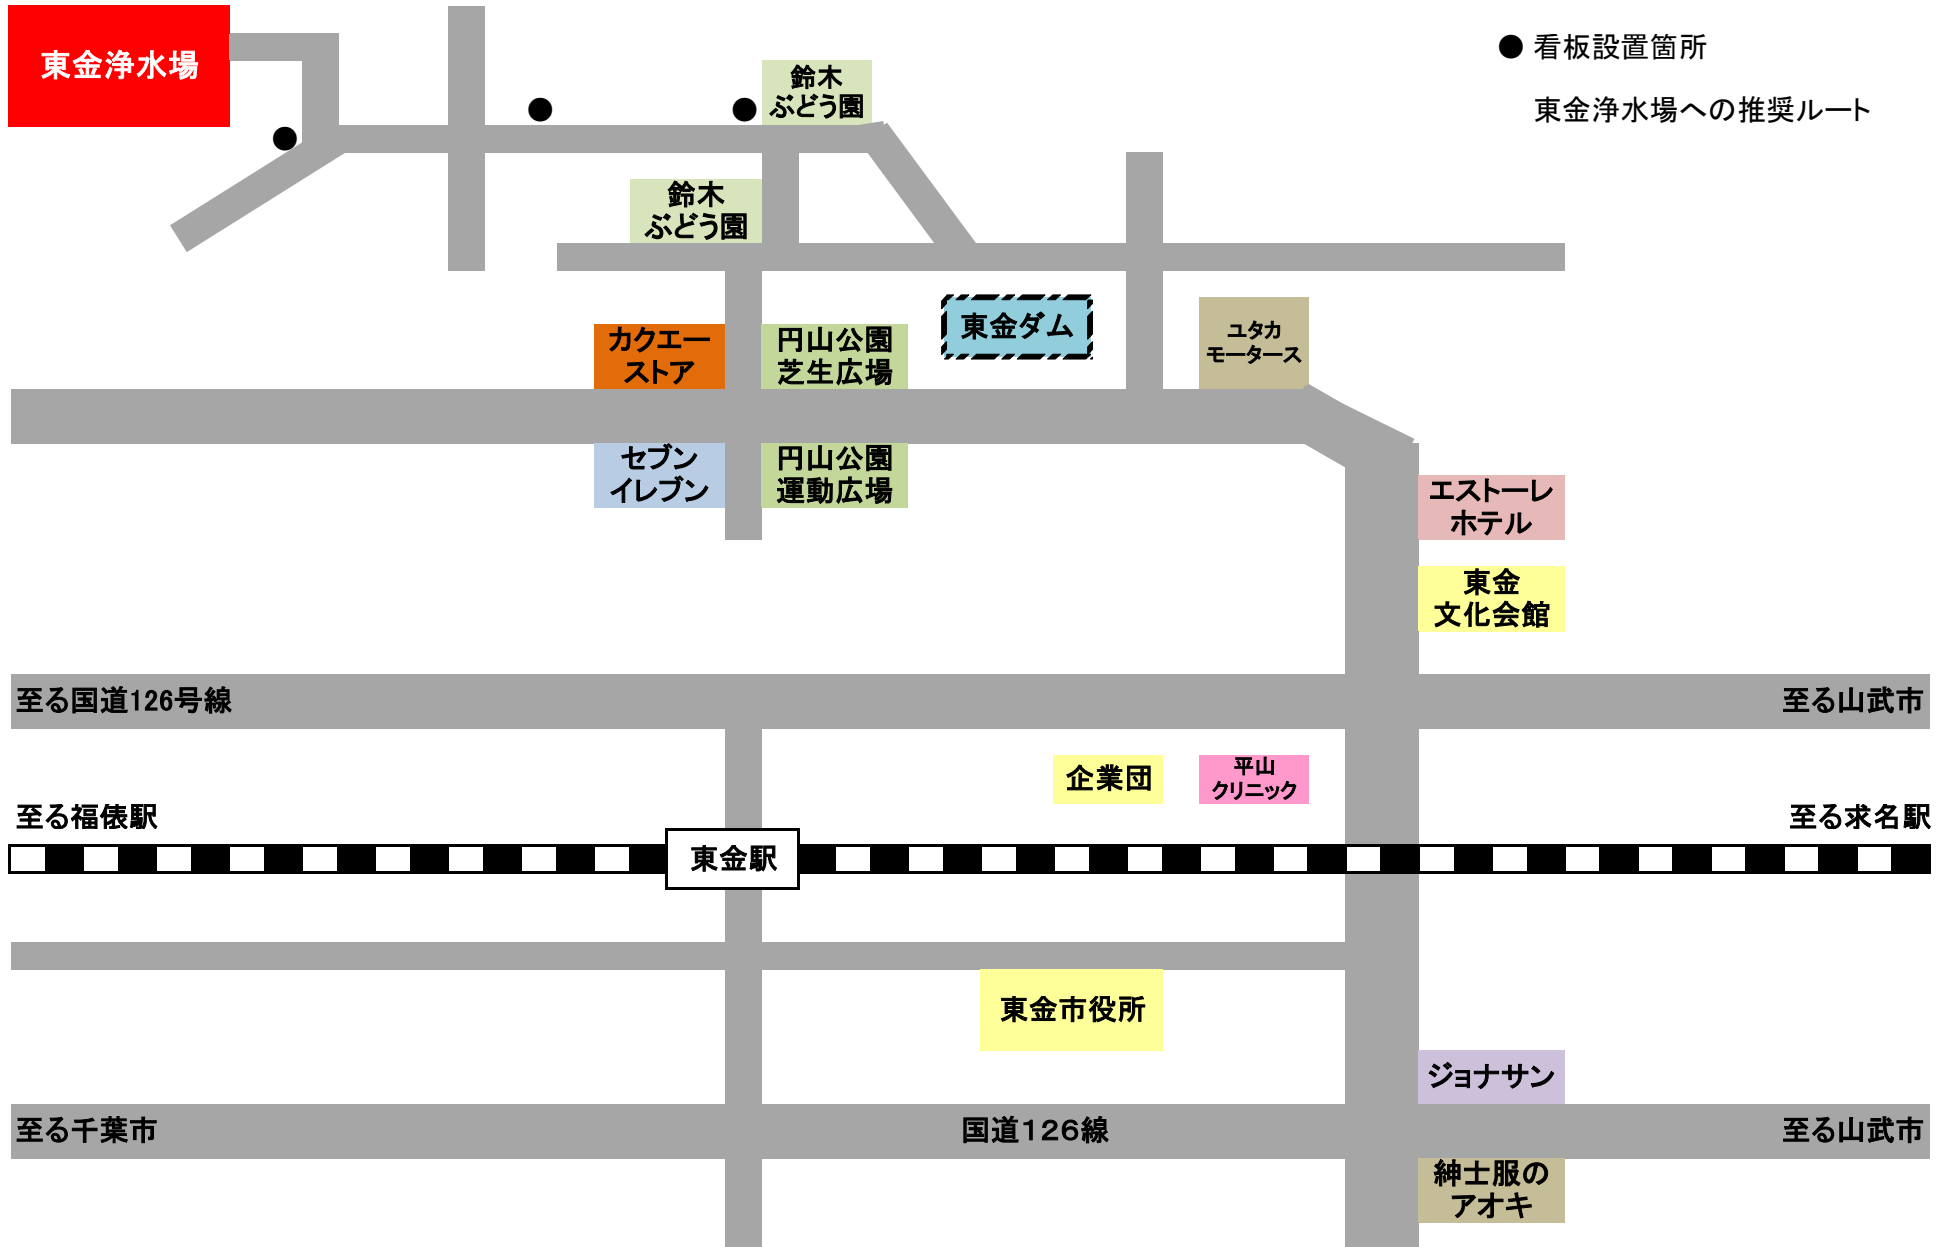 東金浄水場
● 看板設置箇所
鈴木
ぶどう園
東金浄水場への推奨ルート
鈴木
ぶどう園
東金ダム
カクエー
ストア
円山公園
芝生広場
ユタカ
モータース
セブン
イレブン
円山公園
運動広場
エストーレ
ホテル
東金
文化会館
至る国道126号線
至る山武市
企業団
平山
クリニック
至る福俵駅
至る求名駅
東金駅
東金市役所
ジョナサン
至る千葉市
国道126線
至る山武市
紳士服の
アオキ